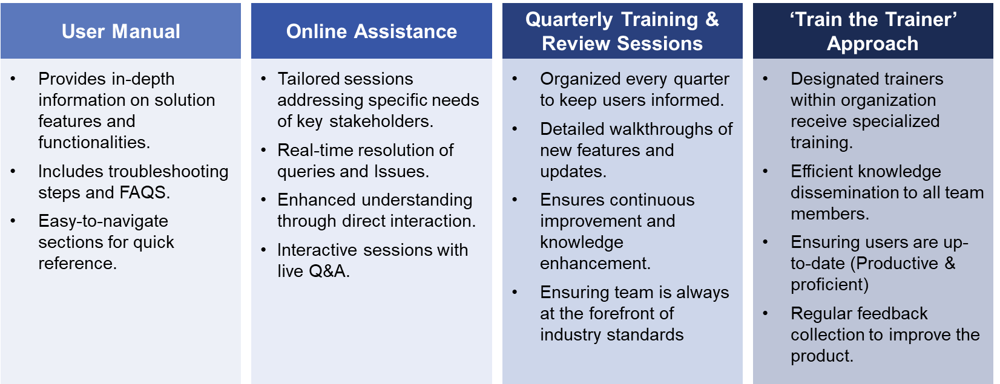 User Manual
• Provides in-depth
information on solution
features and
functionalities.
• Includes troubleshooting
steps and FAQS.
• Easy-to-navigate
sections for quick
reference.
Online Assistance
• Tailored sessions
addressing specific needs
of key stakeholders.
• Real-time resolution of
queries and Issues.
• Enhanced understanding
through direct interaction.
• Interactive sessions with
live Q&A.
Quarterly Training &
Review Sessions
• Organized every quarter
to keep users informed.
• Detailed walkthroughs of
new features and
updates.
• Ensures continuous
improvement and
knowledge
enhancement.
• Ensuring team is always
at the forefront of
industry standards
‘Train the Trainer’
Approach
• Designated trainers
within organization
receive specialized
training.
• Efficient knowledge
dissemination to all team
members.
• Ensuring users are up-
to-date (Productive &
proficient)
• Regular feedback
collection to improve the
product.